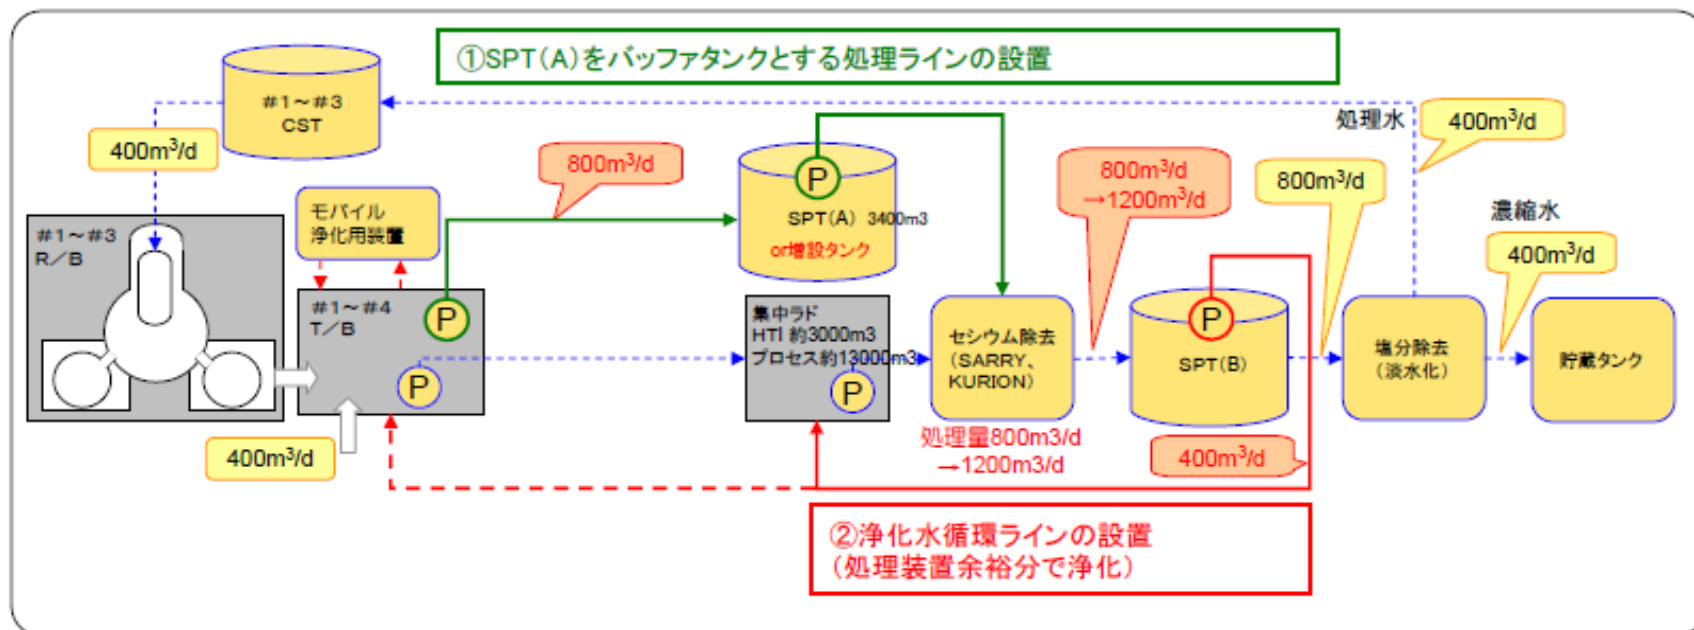 ①SPT(A)をバッファタンクとする処理ラインの設置
#1~#3
CST
400m³/d
800m³/d
処理水
400m³/d
モバイル
浄化用装置
#1~#3
R/B
P
SPT(A) 3400m3
or増設タンク
800m³/d
→1200m³/d
800m³/d
濃縮水
400m³/d
#1~#4
T/B
P
P
集中ラド
HTI 約3000m3
プロセス約13000m3
P
セシウム除去
(SARRY、
KURION)
P
SPT(B)
塩分除去
(淡水化)
貯蔵タンク
400m³/d
処理量800m3/d
→1200m3/d
400m³/d
②浄化水循環ラインの設置
(処理装置余裕分で浄化)